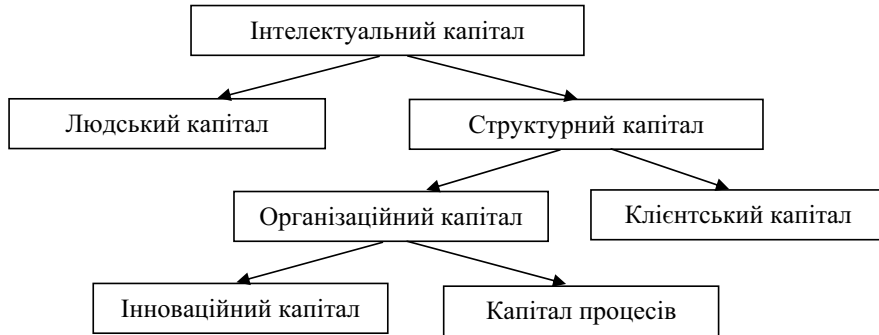 Інтелектуальний капітал
Людський капітал
Структурний капітал
Організаційний капітал
Клієнтський капітал
Інноваційний капітал
Капітал процесів